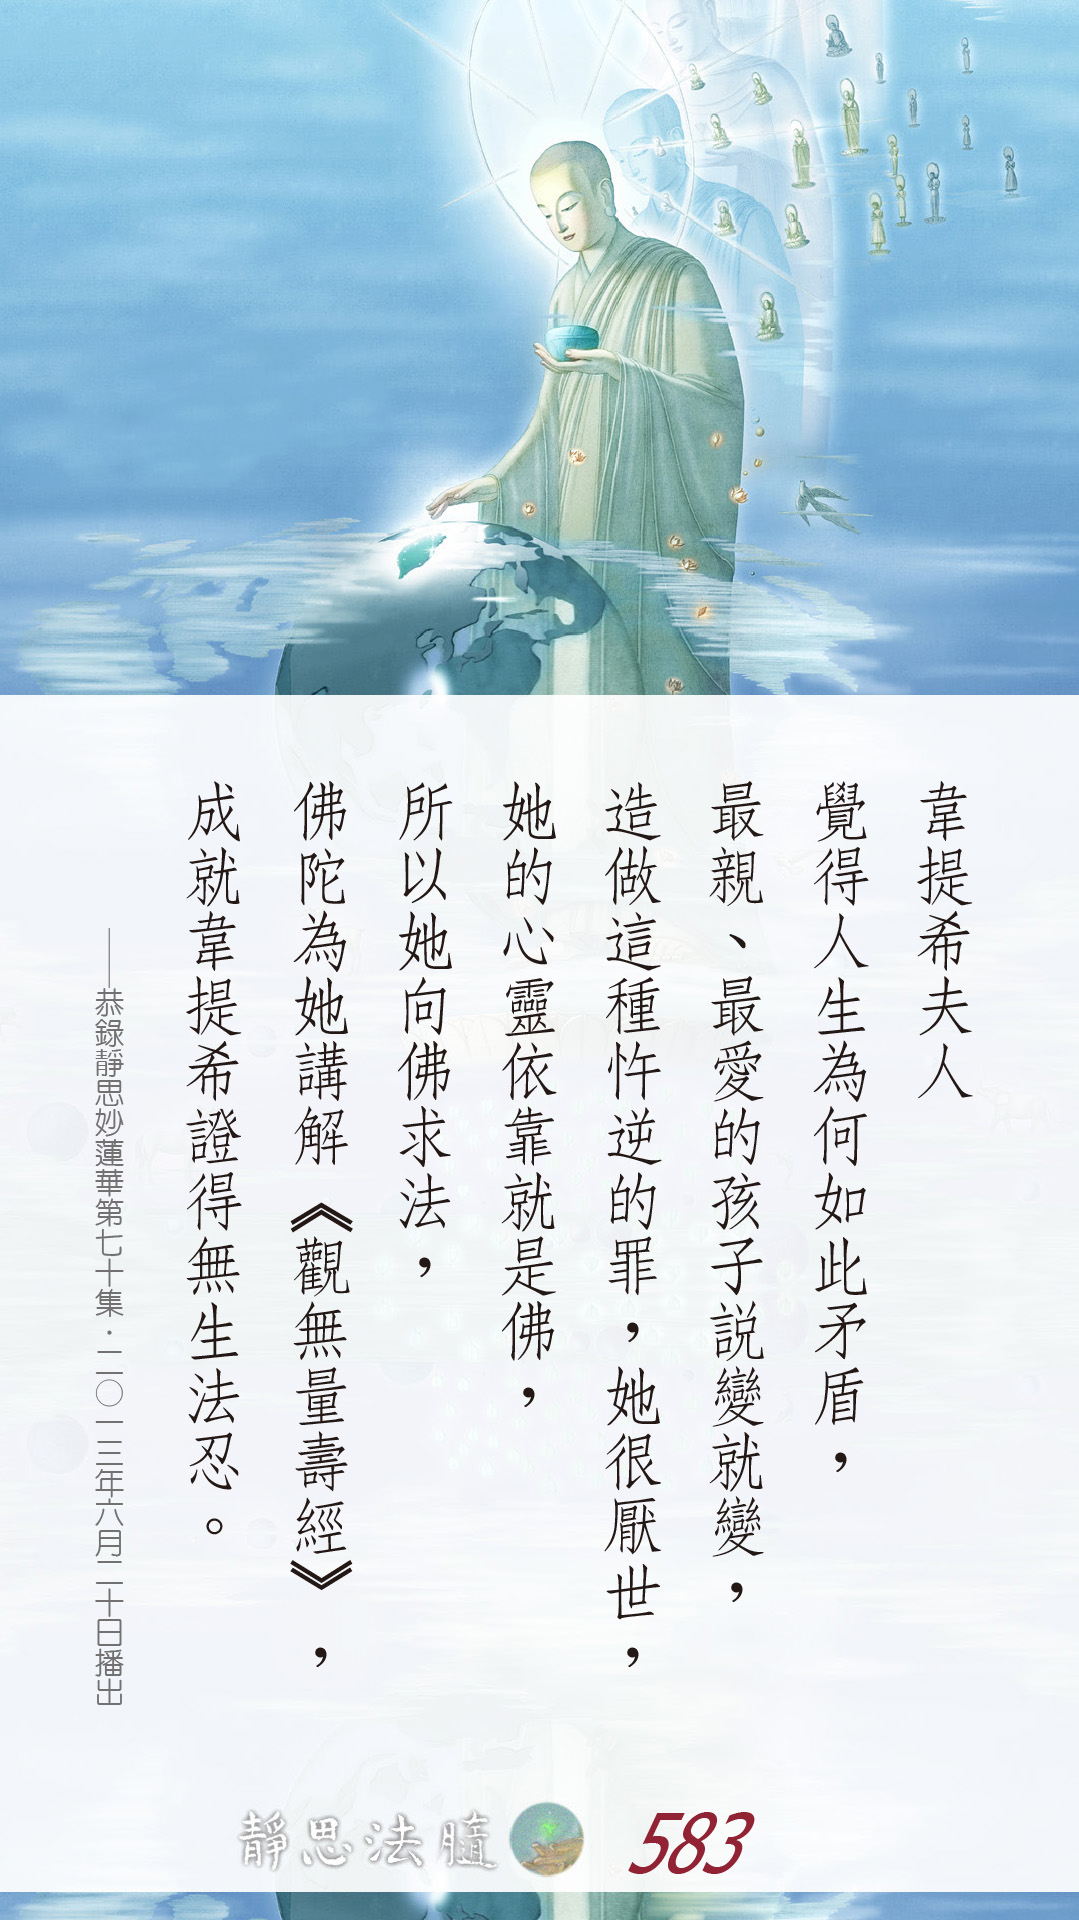 韋提希夫人
覺得人生為何如此矛盾，
最親、最愛的孩子説變就變，
造做這種忤逆的罪，她很厭世，
她的心靈依靠就是佛，
所以她向佛求法，
佛陀為她講解《觀無量壽經》，
成就韋提希證得無生法忍。
——恭錄靜思妙蓮華第七十集·二〇一三年六月二十日播出
靜思法髓 583